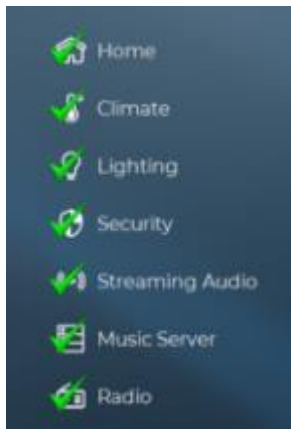 Home
Climate
Lighting
Security
Streaming Audio
Music Server
Radio